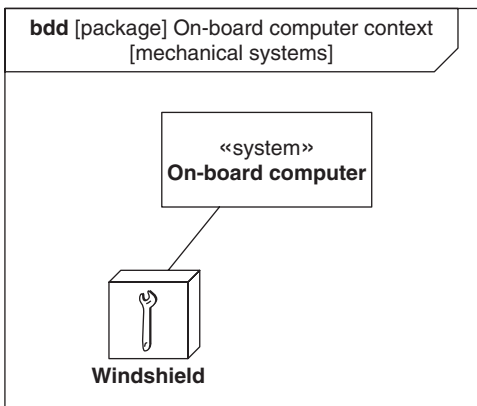 bdd [package] On-board computer context
[mechanical systems]
«system»
On-board computer
Windshield